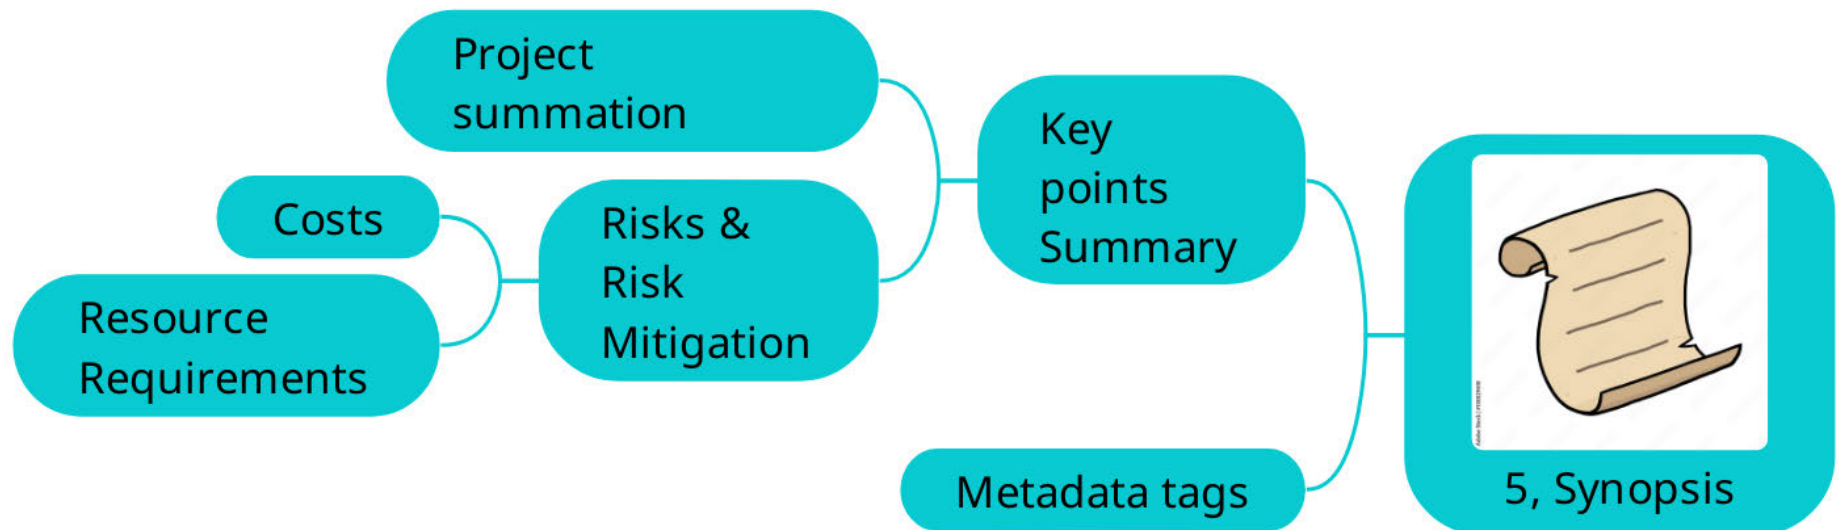 Project
summation
Key
points
Summary
Costs
Risks &
Risk
Mitigation
Resource
Requirements
Metadata tags
5, Synopsis